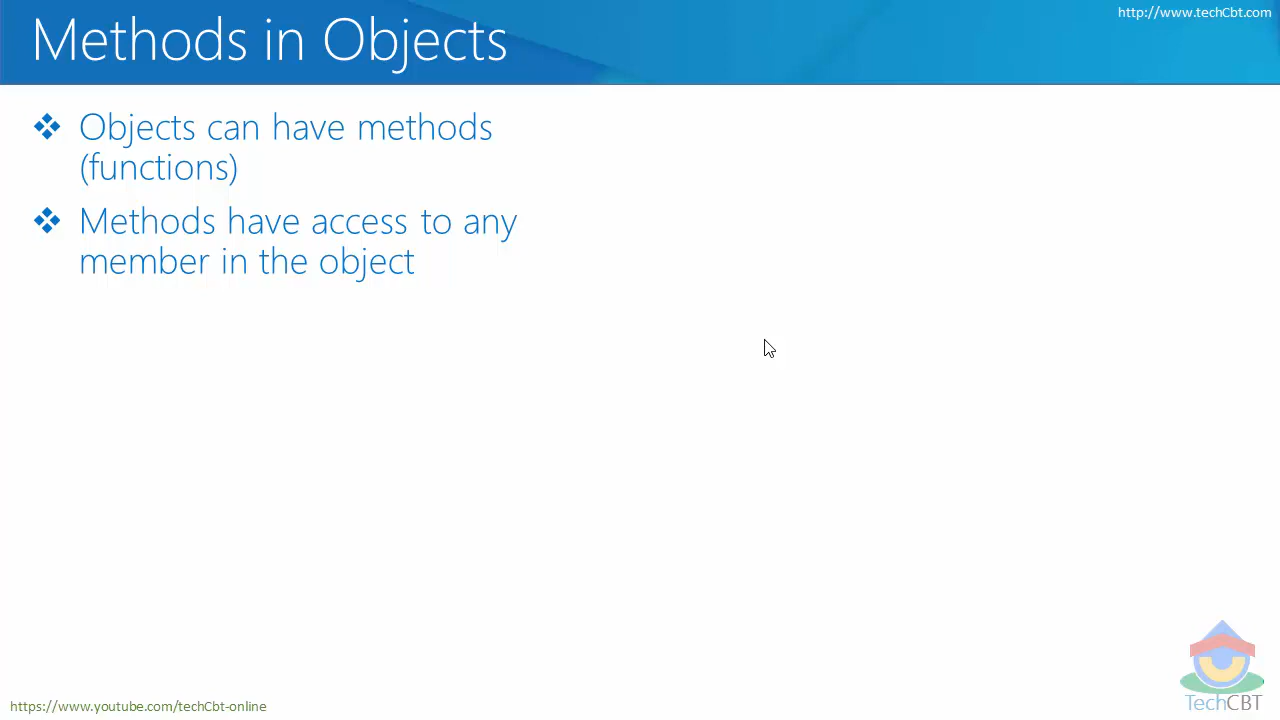 Methods in Objects
http://www.techCbt.com
Objects can have methods
(functions)
Methods have access to any
member in the object
https://www.youtube.com/techCbt-online
TechCBT